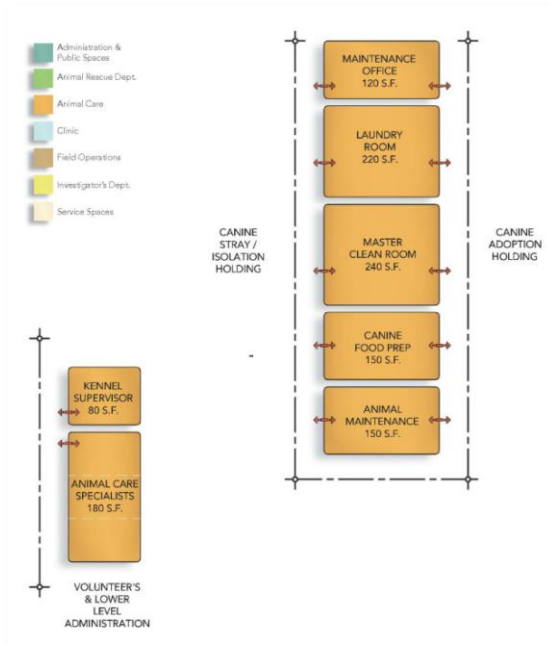 Administration &
Public Spaces
Animal Rescue Dept.
Animal Care
Clinic
Field Operations
Investigator's Dept.
Service Spaces
MAINTENANCE
OFFICE
120 S.F.
LAUNDRY
ROOM
220 S.F.
CANINE
STRAY /
ISOLATION
HOLDING
MASTER
CLEAN ROOM
240 S.F.
CANINE
ADOPTION
HOLDING
CANINE
FOOD PREP
150 S.F.
ANIMAL
MAINTENANCE
150 S.F.
KENNEL
SUPERVISOR
80 S.F.
ANIMAL CARE
SPECIALISTS
180 S.F.
VOLUNTEER'S
& LOWER
LEVEL
ADMINISTRATION